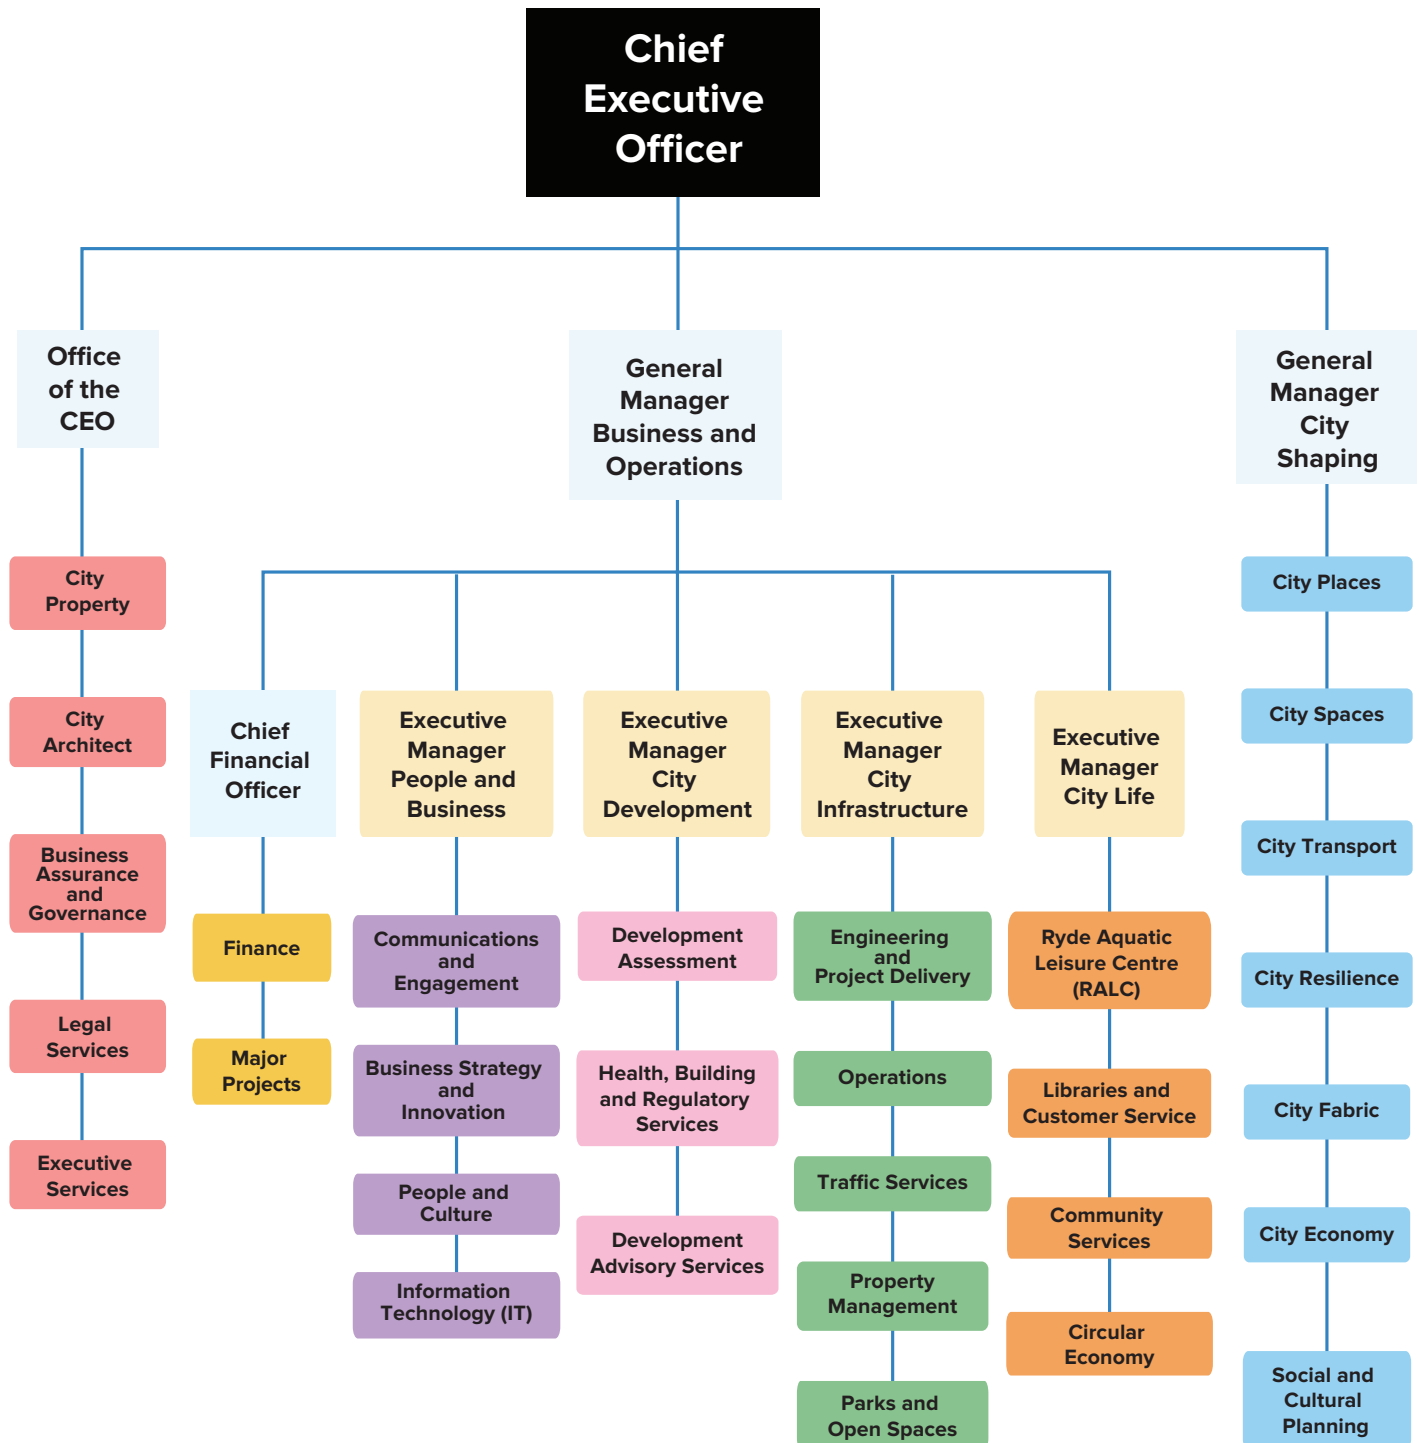 Chief
Executive
Officer
Office
of the
CEO
General
Manager
Business and
Operations
General
Manager
City
Shaping
City
Property
City
Architect
Business
Assurance
and
Governance
Legal
Services
Executive
Services
Chief
Financial
Officer
Finance
Major
Projects
Executive
Manager
People and
Business
Communications
and
Engagement
Business Strategy
and
Innovation
People and
Culture
Information
Technology (IT)
Executive
Manager
City
Development
Development
Assessment
Health, Building
and Regulatory
Services
Development
Advisory Services
Executive
Manager
City
Infrastructure
Engineering
and
Project Delivery
Operations
Traffic Services
Property
Management
Parks and
Open Spaces
Executive
Manager
City Life
Ryde Aquatic
Leisure Centre
(RALC)
Libraries and
Customer Service
Community
Services
Circular
Economy
City Places
City Spaces
City Transport
City Resilience
City Fabric
City Economy
Social and
Cultural
Planning